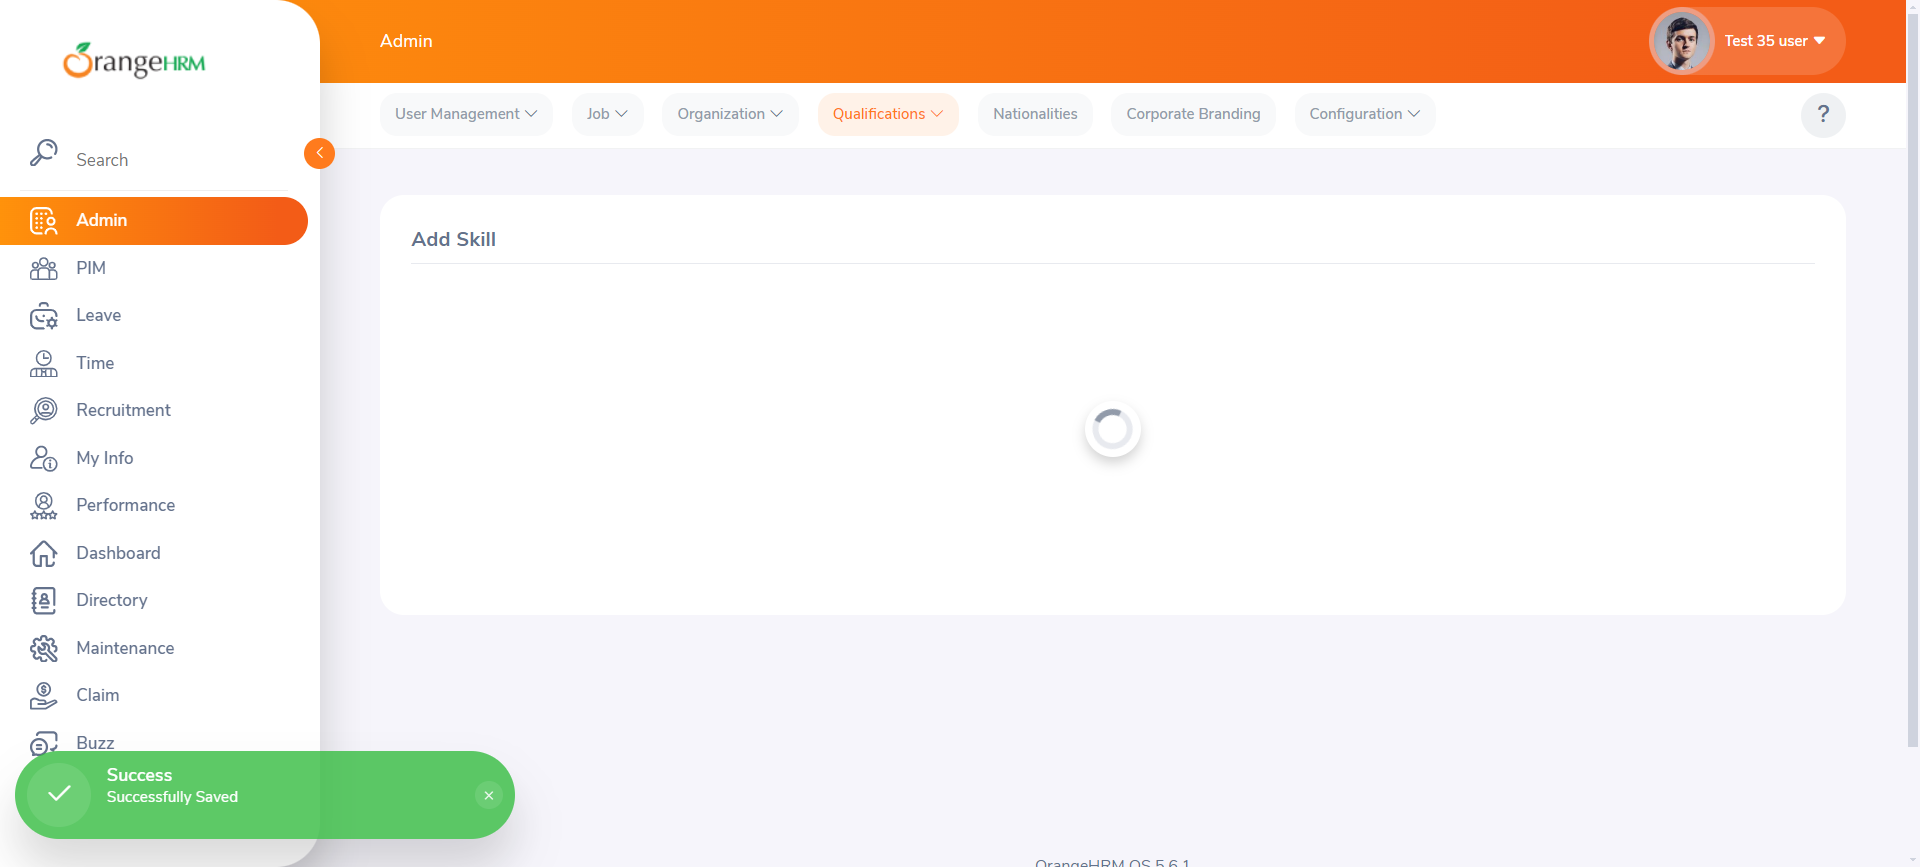 OrangeHRM
Admin
Test 35 user
User Management
Job
Organization
Qualifications
Nationalities
Corporate Branding
Configuration
?
Search
Admin
PIM
Leave
Time
Recruitment
My Info
Performance
Dashboard
Directory
Maintenance
Claim
Buzz
Add Skill
Success
Successfully Saved
OrangeHRM OS 5.6.1